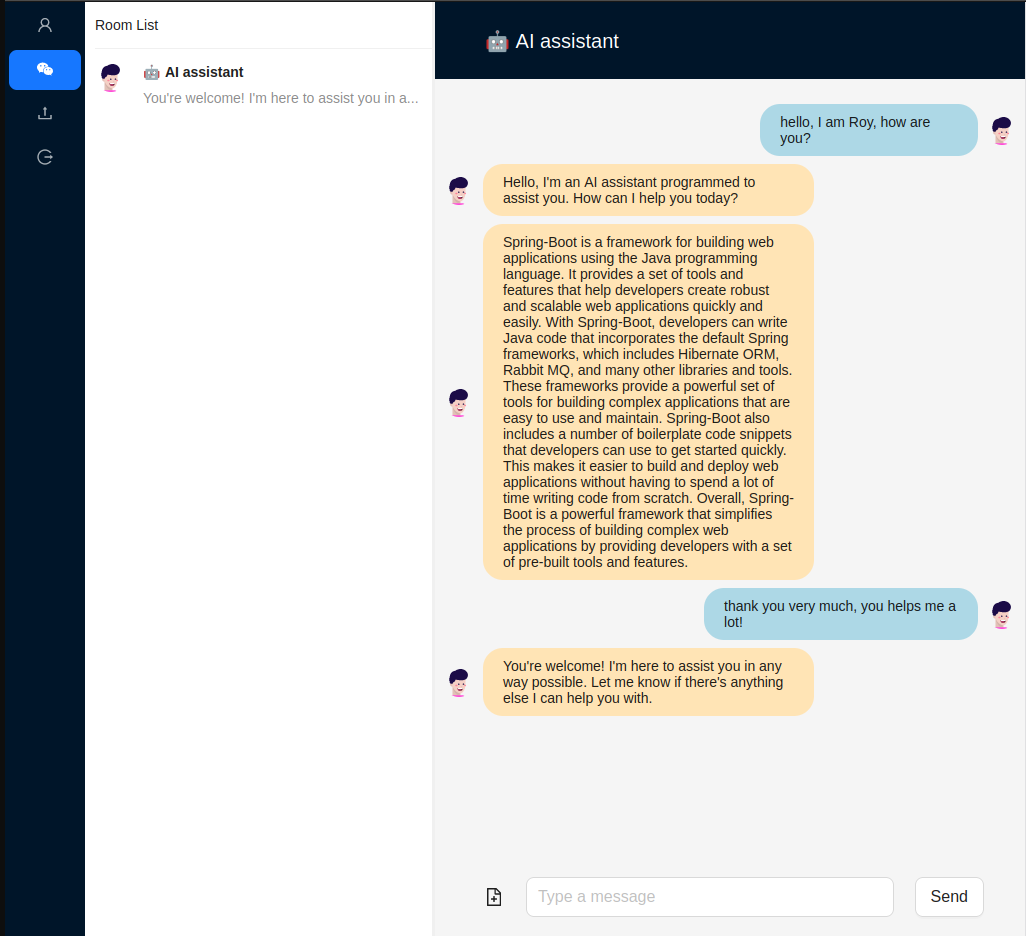 Room List
🤖 AI assistant
You're welcome! I'm here to assist you in a...
🤖 AI assistant
hello, I am Roy, how are
you?
Hello, I'm an AI assistant programmed to
assist you. How can I help you today?
Spring-Boot is a framework for building web
applications using the Java programming
language. It provides a set of tools and
features that help developers create robust
and scalable web applications quickly and
easily. With Spring-Boot, developers can write
Java code that incorporates the default Spring
frameworks, which includes Hibernate ORM,
Rabbit MQ, and many other libraries and tools.
These frameworks provide a powerful set of
tools for building complex applications that are
easy to use and maintain. Spring-Boot also
includes a number of boilerplate code snippets
that developers can use to get started quickly.
This makes it easier to build and deploy web
applications without having to spend a lot of
time writing code from scratch. Overall, Spring-
Boot is a powerful framework that simplifies
the process of building complex web
applications by providing developers with a set
of pre-built tools and features.
thank you very much, you helps me a
lot!
You're welcome! I'm here to assist you in any
way possible. Let me know if there's anything
else I can help you with.
Type a message
Send